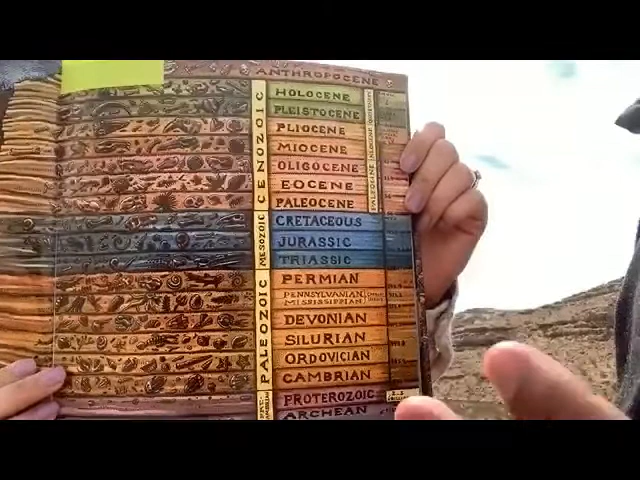 ANTHROPOCENE
CENOZOIC
HOLOCENE
PLEISTOCENE
PLIOCENE
MIOCENE
OLIGOCENE
EOCENE
PALEOCENE
MESOZOIC
CRETACEOUS
JURASSIC
TRIASSIC
PALEOZOIC
PERMIAN
PENNSYLVANIAN
MISSISSIPPIAN
DEVONIAN
SILURIAN
ORDOVICIAN
CAMBRIAN
PROTEROZOIC
ARCHEAN